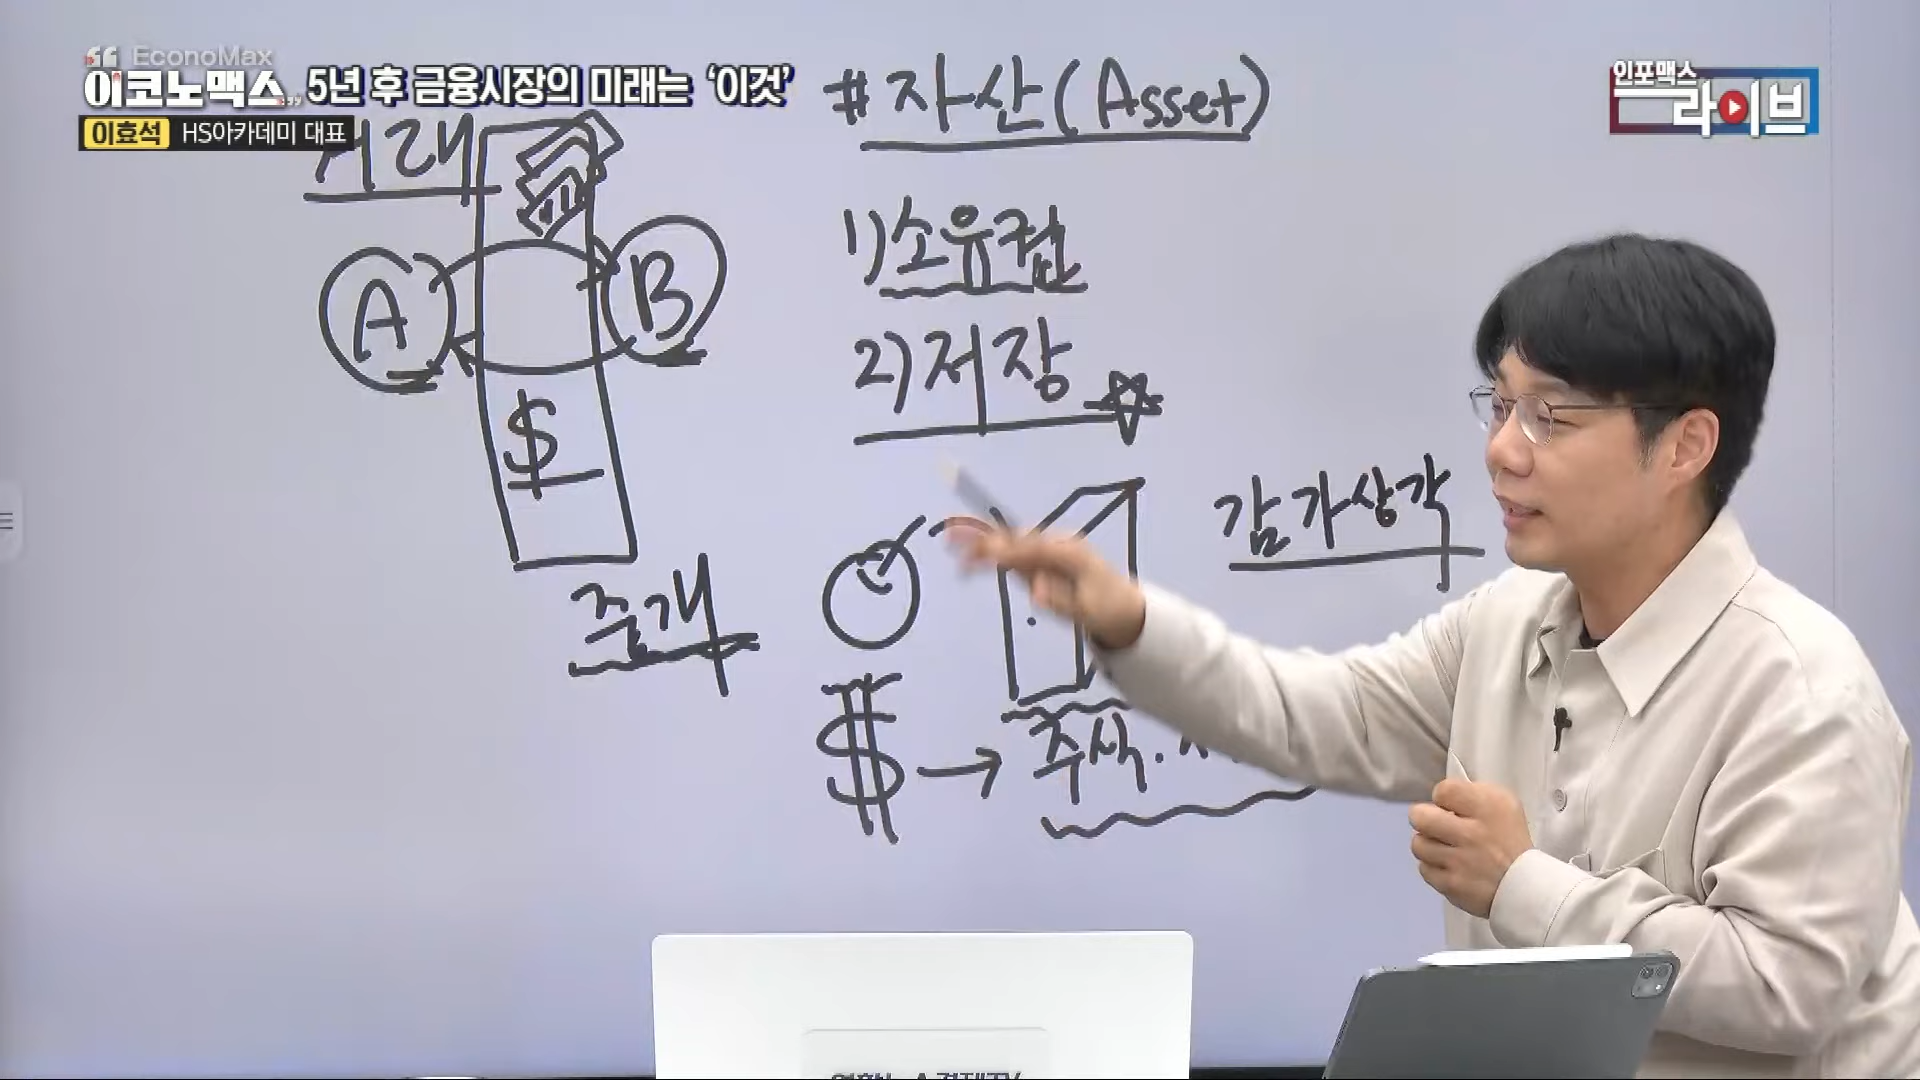 EconoMax
이코노맥스
5년 후 금융시장의 미래는 ‘이것’
이효석 HS아카데미 대표
인포맥스
라이브
#자산(Asset)
거래
A
B
$
중개
1)소유권
2)저장
감가상각
$ → 주식.